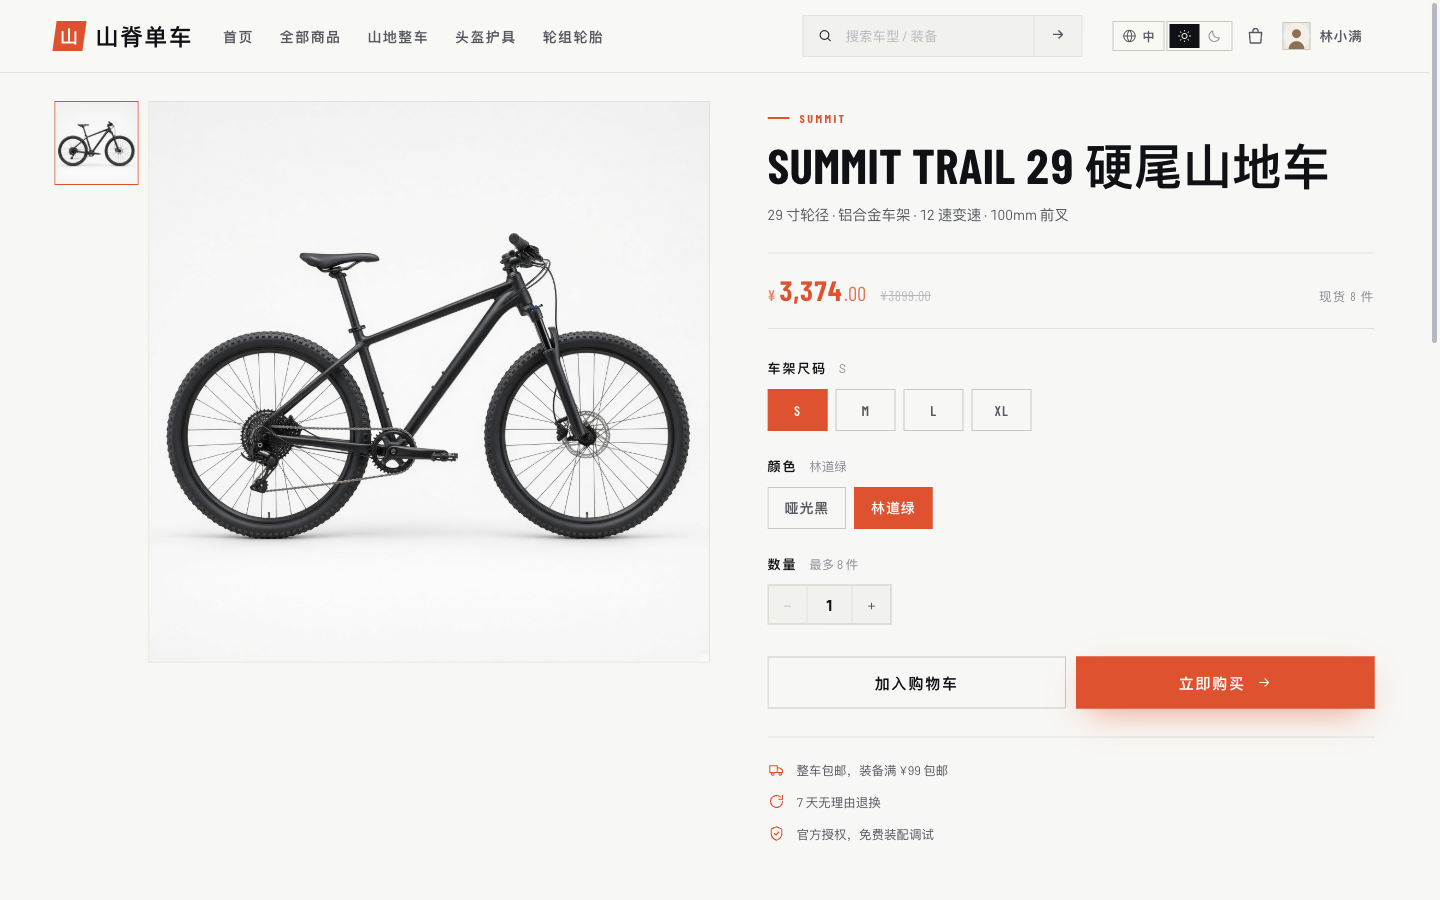 山 山脊单车 首页 全部商品 山地整车 头盔护具 轮组轮胎 搜索车型 / 装备 中 林小满
SUMMIT
SUMMIT TRAIL 29 硬尾山地车
29 寸轮径 · 铝合金车架 · 12 速变速 · 100mm 前叉
¥ 3,374.00 ¥3899.00 现货 8 件
车架尺码 S
S M L XL
颜色 林道绿
哑光黑 林道绿
数量 最多 8 件
− 1 +
加入购物车 立即购买 →
整车包邮，装备满 ¥99 包邮
7 天无理由退换
官方授权，免费装配调试